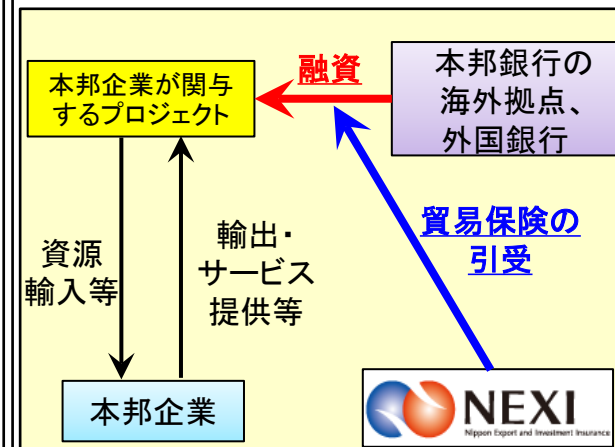 融資
本邦企業が関与
するプロジェクト
本邦銀行の
海外拠点、
外国銀行
貿易保険の
引受
資源
輸入等
輸出・
サービス
提供等
本邦企業
NEXI
Nippon Export and Investment Insurance